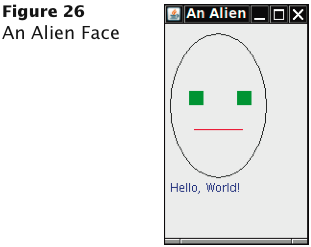 Figure 26
An Alien Face
An Alien
Hello, World!